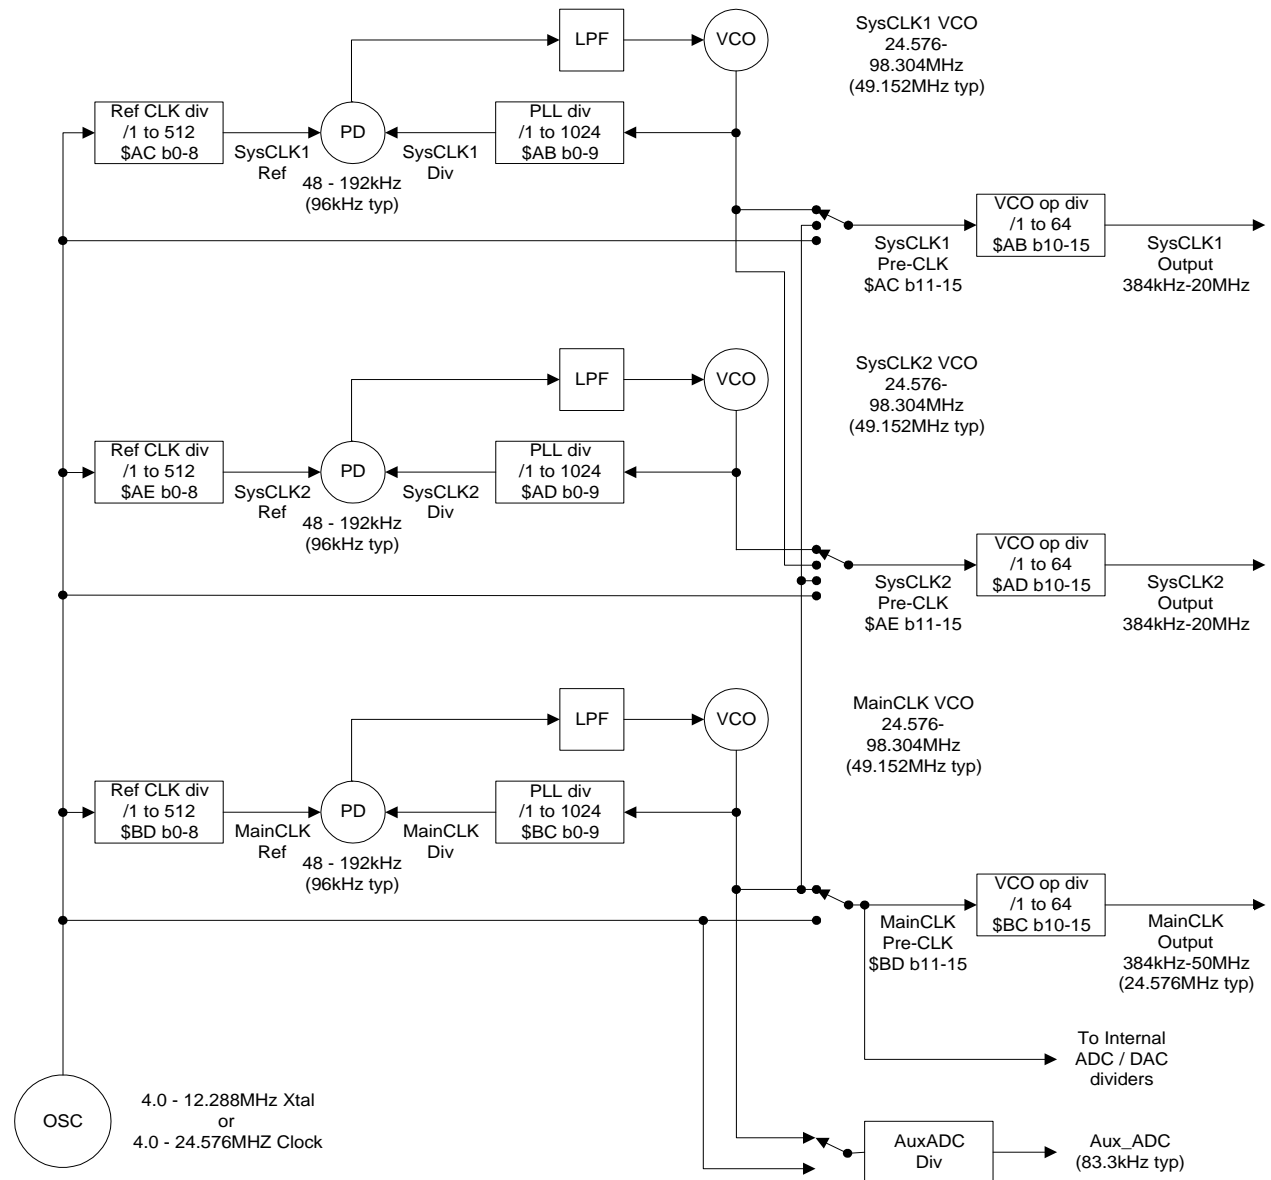 LPF
VCO
SysCLK1 VCO
24.576-
98.304MHz
(49.152MHz typ)
Ref CLK div
/1 to 512
$AC b0-8
SysCLK1
Ref
PD
48 - 192kHz
(96kHz typ)
SysCLK1
Div
PLL div
/1 to 1024
$AB b0-9
SysCLK1
Pre-CLK
$AC b11-15
VCO op div
/1 to 64
$AB b10-15
SysCLK1
Output
384kHz-20MHz
LPF
VCO
SysCLK2 VCO
24.576-
98.304MHz
(49.152MHz typ)
Ref CLK div
/1 to 512
$AE b0-8
SysCLK2
Ref
PD
48 - 192kHz
(96kHz typ)
SysCLK2
Div
PLL div
/1 to 1024
$AD b0-9
SysCLK2
Pre-CLK
$AE b11-15
VCO op div
/1 to 64
$AD b10-15
SysCLK2
Output
384kHz-20MHz
LPF
VCO
MainCLK VCO
24.576-
98.304MHz
(49.152MHz typ)
Ref CLK div
/1 to 512
$BD b0-8
MainCLK
Ref
PD
48 - 192kHz
(96kHz typ)
MainCLK
Div
PLL div
/1 to 1024
$BC b0-9
MainCLK
Pre-CLK
$BD b11-15
VCO op div
/1 to 64
$BC b10-15
MainCLK
Output
384kHz-50MHz
(24.576MHz typ)
To Internal
ADC / DAC
dividers
OSC
4.0 - 12.288MHz Xtal
or
4.0 - 24.576MHZ Clock
AuxADC
Div
Aux_ADC
(83.3kHz typ)